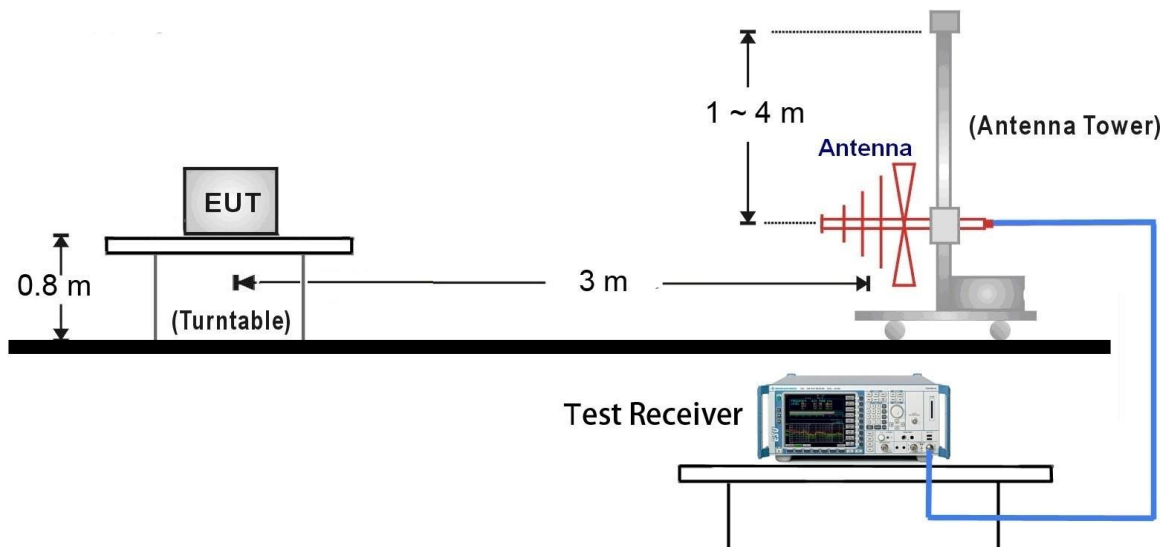 1 ~ 4 m
(Antenna Tower)
Antenna
EUT
0.8 m
3 m
(Turntable)
Test Receiver